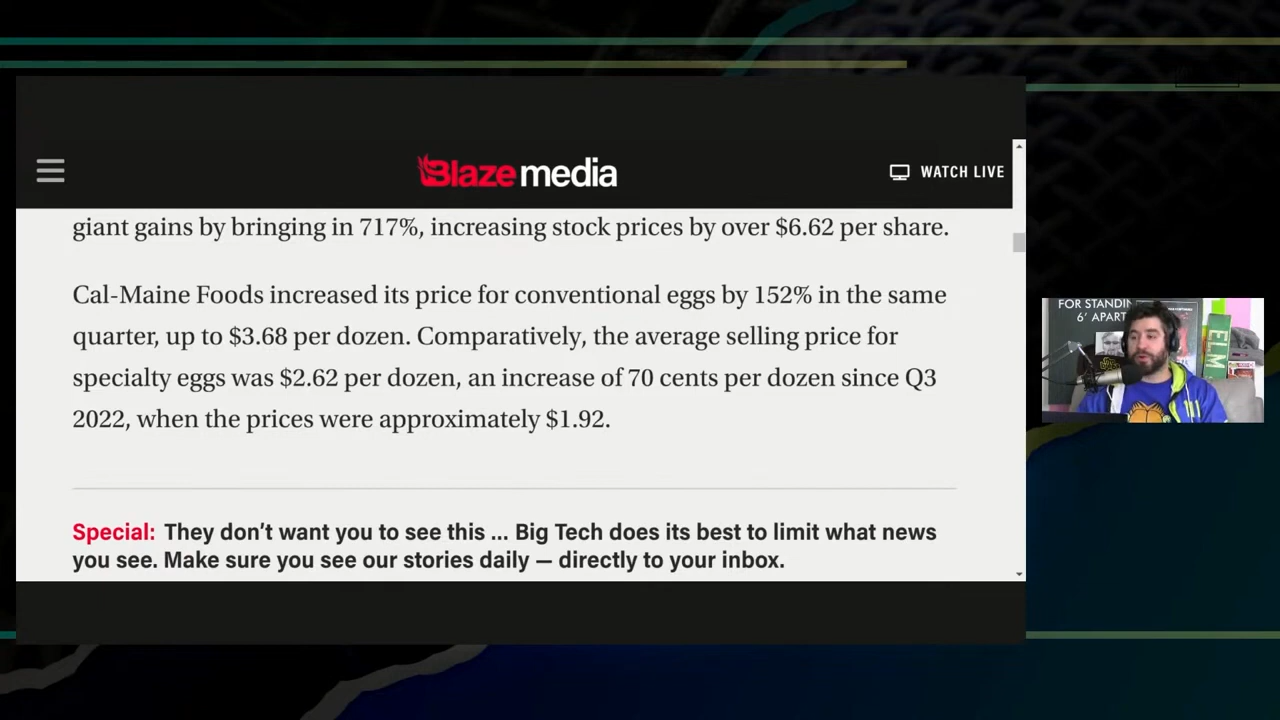 Blaze media
WATCH LIVE
giant gains by bringing in 717%, increasing stock prices by over $6.62 per share.
Cal-Maine Foods increased its price for conventional eggs by 152% in the same
quarter, up to $3.68 per dozen. Comparatively, the average selling price for
specialty eggs was $2.62 per dozen, an increase of 70 cents per dozen since Q3
2022, when the prices were approximately $1.92.
Special: They don’t want you to see this ... Big Tech does its best to limit what news
you see. Make sure you see our stories daily — directly to your inbox.
FOR STANDIN
6’ APART
ELM